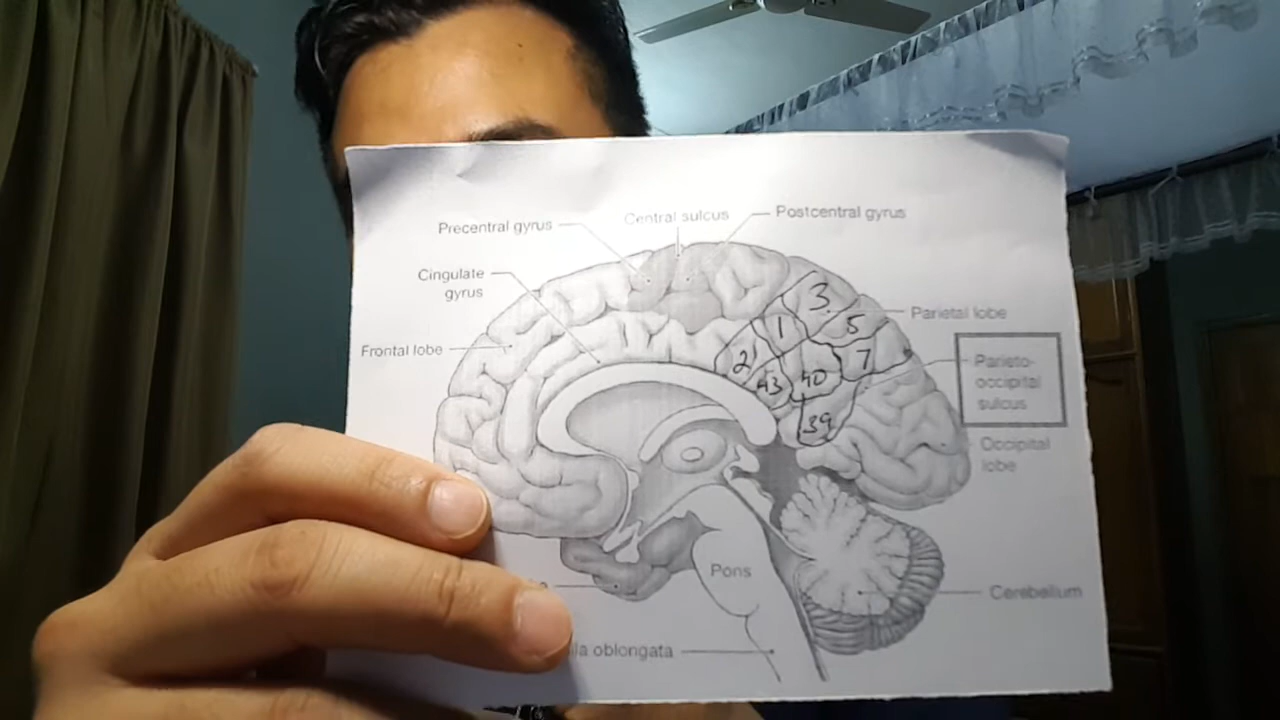 Precentral gyrus
Central sulcus
Postcentral gyrus
Cingulate
gyrus
Frontal lobe
Parietal lobe
3
1
5
2
7
43
40
39
Parieto-
occipital
sulcus
Occipital
lobe
Pons
Cerebellum
lla oblongata